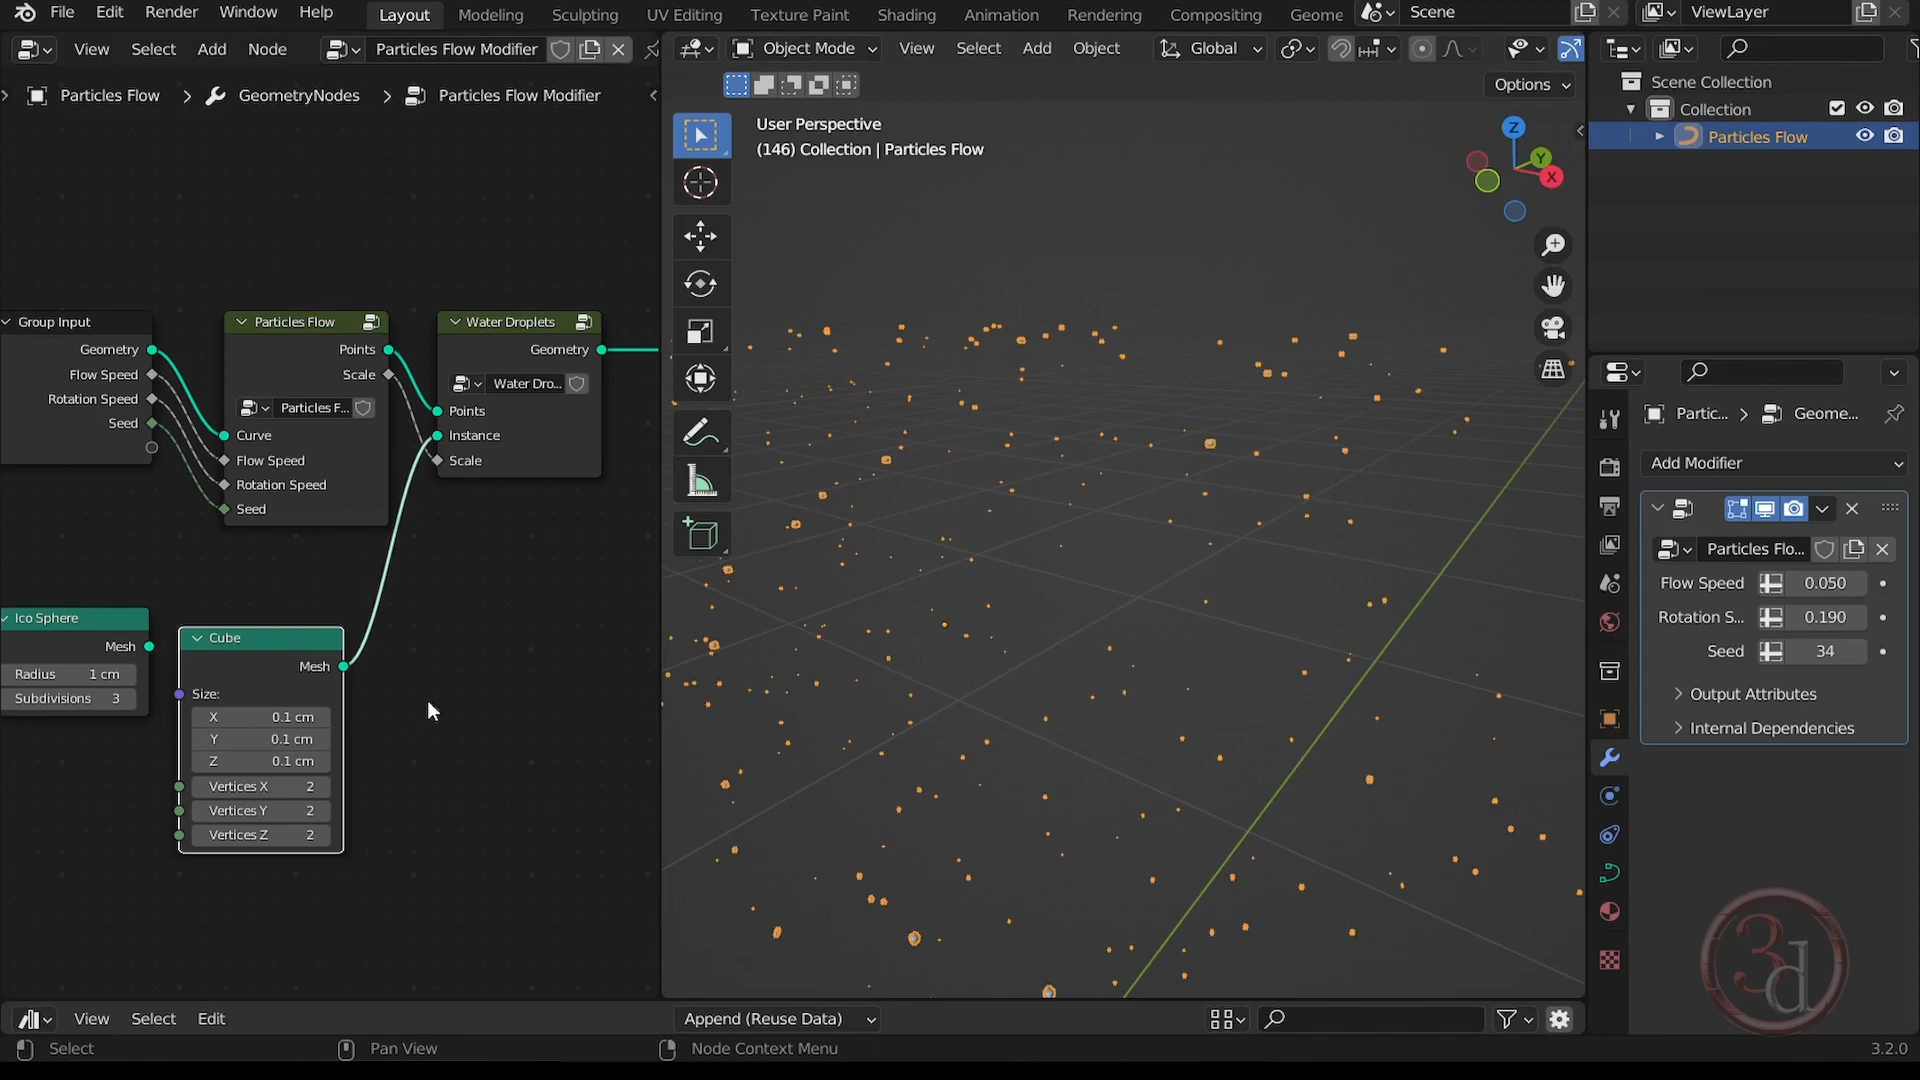 File Edit Render Window Help Layout Modeling Sculpting UV Editing Texture Paint Shading Animation Rendering Compositing Geome Scene ViewLayer
View Select Add Node Particles Flow Modifier
Object Mode View Select Add Object Global
Options
Particles Flow > GeometryNodes > Particles Flow Modifier
Group Input
Geometry
Flow Speed
Rotation Speed
Seed
Particles Flow
Points
Scale
Particles F...
Curve
Flow Speed
Rotation Speed
Seed
Water Droplets
Geometry
Water Dro...
Points
Instance
Scale
Ico Sphere
Mesh
Radius 1 cm
Subdivisions 3
Cube
Mesh
Size:
X 0.1 cm
Y 0.1 cm
Z 0.1 cm
Vertices X 2
Vertices Y 2
Vertices Z 2
User Perspective
(146) Collection | Particles Flow
Z
Y
X
Scene Collection
Collection
Particles Flow
Partic... > Geome...
Add Modifier
Particles Flo...
Flow Speed 0.050
Rotation S... 0.190
Seed 34
Output Attributes
Internal Dependencies
3d
View Select Edit
Append (Reuse Data)
Select Pan View Node Context Menu 3.2.0